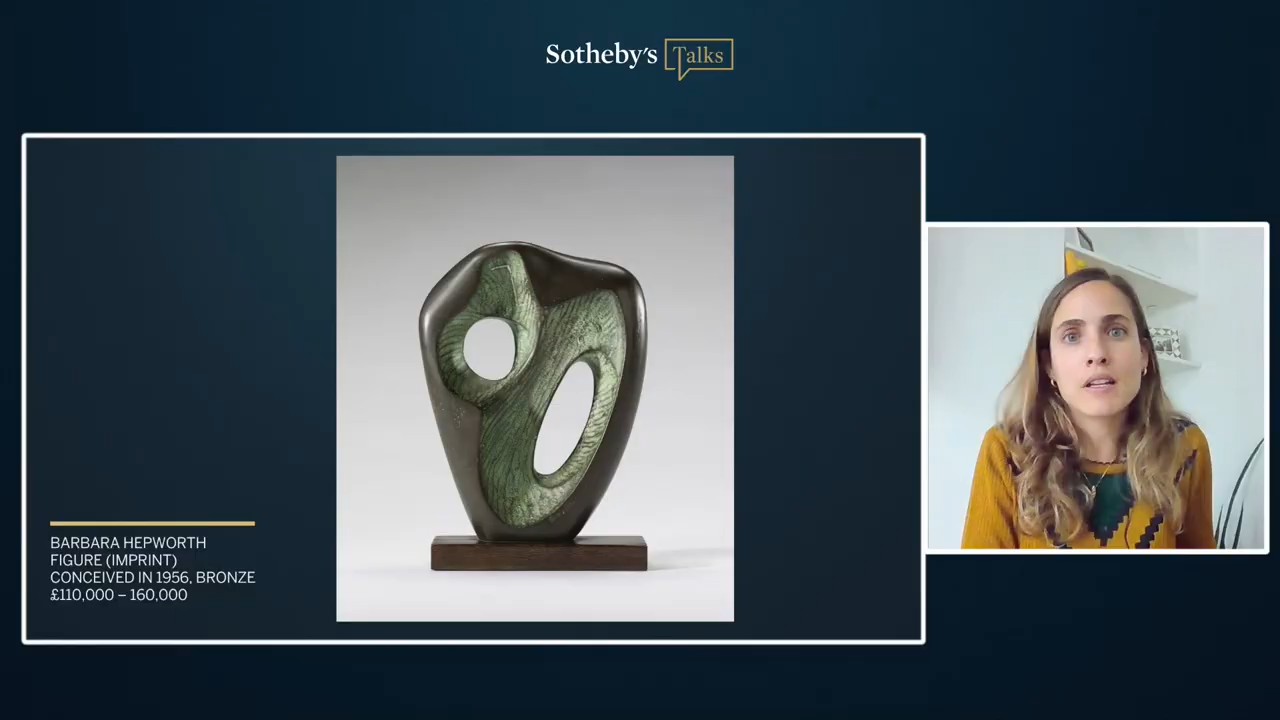 Sotheby's Talks
BARBARA HEPWORTH
FIGURE (IMPRINT)
CONCEIVED IN 1956, BRONZE
£110,000 – 160,000